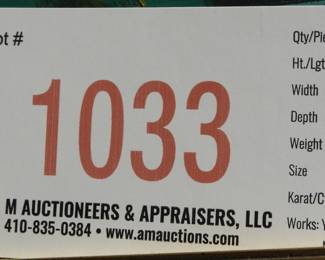 ot #
1033
M AUCTIONEERS & APPRAISERS, LLC
410-835-0384 • www.amauctions.com
Qty/Pie
Ht./Lgt
Width
Depth
Weight
Size
Karat/C
Works: Y